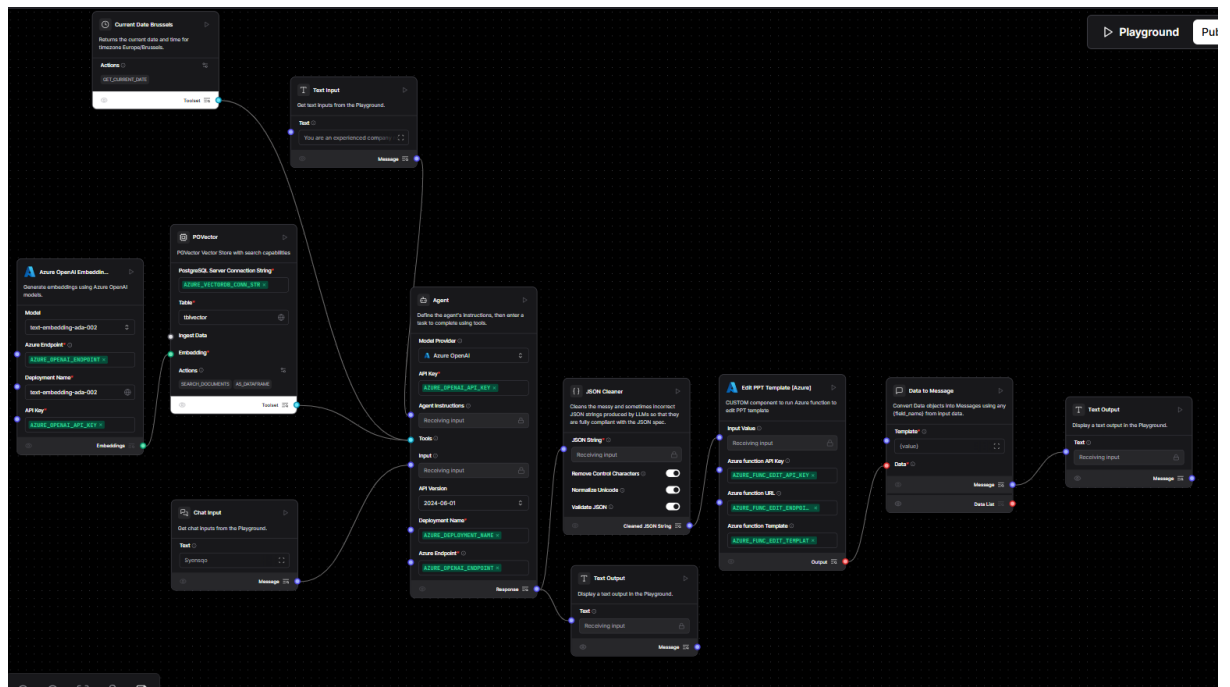 Current Date Brussels
Returns the current date and time for
timezone Europe/Brussels.
Actions
GET_CURRENT_DATE
Toolset
Playground
Pub
Text Input
Get text inputs from the Playground.
Text
You are an experienced company
Message
PGVector
PGVector Vector Store with search capabilities
PostgreSQL Server Connection String*
AZURE_VECTORDB_CONN_STR ×
Table*
tblvector
Ingest Data
Embedding*
Actions
SEARCH_DOCUMENTS AS_DATAFRAME
Toolset
Azure OpenAI Embeddin...
Generate embeddings using Azure OpenAI
models.
Model
text-embedding-ada-002
Azure Endpoint*
AZURE_OPENAI_ENDPOINT ×
Deployment Name*
text-embedding-ada-002
API Key*
AZURE_OPENAI_API_KEY ×
Embeddings
Chat Input
Get chat inputs from the Playground.
Text
Syensqo
Message
Agent
Define the agent's instructions, then enter a
task to complete using tools.
Model Provider
Azure OpenAI
API Key*
AZURE_OPENAI_API_KEY ×
Agent Instructions
Receiving input
Tools
Input
Receiving input
API Version
2024-06-01
Deployment Name*
AZURE_DEPLOYMENT_NAME ×
Azure Endpoint*
AZURE_OPENAI_ENDPOINT ×
Response
JSON Cleaner
Cleans the messy and sometimes incorrect
JSON strings produced by LLMs so that they
are fully compliant with the JSON spec.
JSON String*
Receiving input
Remove Control Characters
Normalize Unicode
Validate JSON
Cleaned JSON String
Text Output
Display a text output in the Playground.
Text
Receiving input
Message
Edit PPT Template [Azure]
CUSTOM component to run Azure function to
edit PPT template
Input Value
Receiving input
Azure function API Key
AZURE_FUNC_EDIT_API_KEY ×
Azure function URL
AZURE_FUNC_EDIT_ENDPOI… ×
Azure function Template
AZURE_FUNC_EDIT_TEMPLAT ×
Output
Data to Message
Convert Data objects into Messages using any
{field_name} from input data.
Template*
{value}
Data*
Message
Data List
Text Output
Display a text output in the Playground.
Text
Receiving input
Message